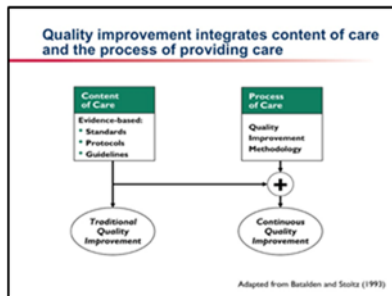 Quality improvement integrates content of care
and the process of providing care
Content
of Care
Evidence-based:
• Standards
• Protocols
• Guidelines
Process
of Care
Quality
Improvement
Methodology
+
Traditional
Quality
Improvement
Continuous
Quality
Improvement
Adapted from Batalden and Stoltz (1993)